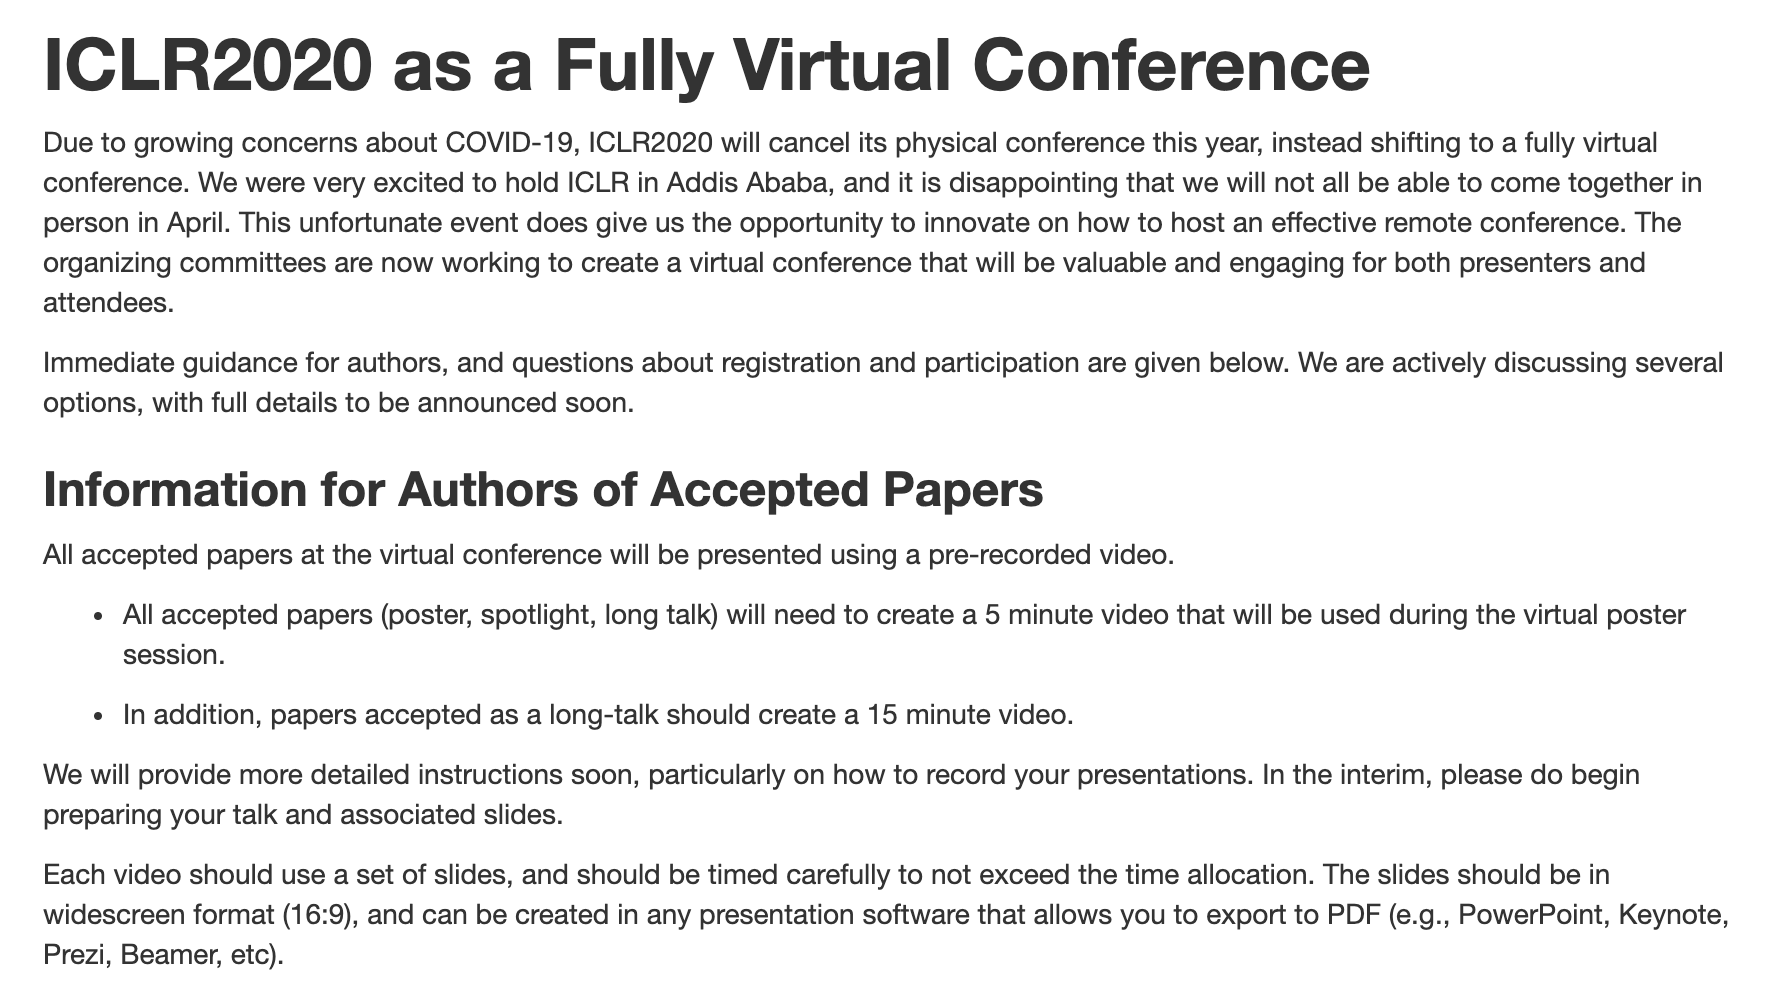 ICLR2020 as a Fully Virtual Conference
Due to growing concerns about COVID-19, ICLR2020 will cancel its physical conference this year, instead shifting to a fully virtual
conference. We were very excited to hold ICLR in Addis Ababa, and it is disappointing that we will not all be able to come together in
person in April. This unfortunate event does give us the opportunity to innovate on how to host an effective remote conference. The
organizing committees are now working to create a virtual conference that will be valuable and engaging for both presenters and
attendees.
Immediate guidance for authors, and questions about registration and participation are given below. We are actively discussing several
options, with full details to be announced soon.
Information for Authors of Accepted Papers
All accepted papers at the virtual conference will be presented using a pre-recorded video.
• All accepted papers (poster, spotlight, long talk) will need to create a 5 minute video that will be used during the virtual poster
session.
• In addition, papers accepted as a long-talk should create a 15 minute video.
We will provide more detailed instructions soon, particularly on how to record your presentations. In the interim, please do begin
preparing your talk and associated slides.
Each video should use a set of slides, and should be timed carefully to not exceed the time allocation. The slides should be in
widescreen format (16:9), and can be created in any presentation software that allows you to export to PDF (e.g., PowerPoint, Keynote,
Prezi, Beamer, etc).